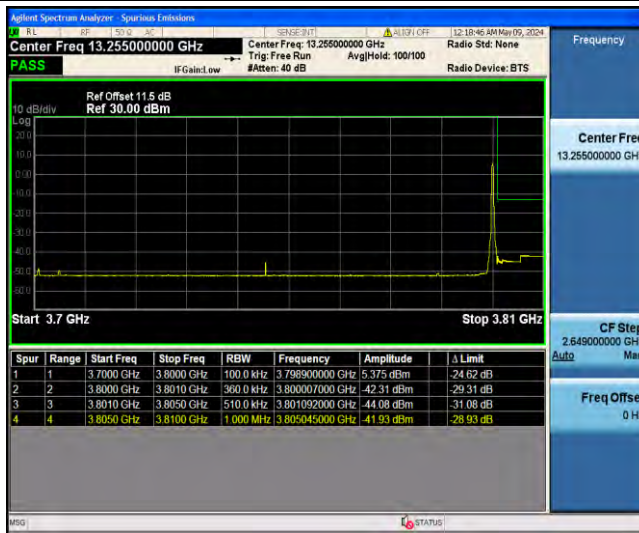 Agilent Spectrum Analyzer - Spurious Emissions
RL RF 50 Ω AC SENSE:INT ALIGN OFF 12:18:46 AM May 09, 2024
Center Freq 13.255000000 GHz
Center Freq: 13.255000000 GHz
Radio Std: None
Trig: Free Run Avg|Hold: 100/100
PASS
IFGain:Low
#Atten: 40 dB
Radio Device: BTS
Frequency
Ref Offset 11.5 dB
10 dB/div Ref 30.00 dBm
Log
20.0
10.0
0.00
-10.0
-20.0
-30.0
-40.0
-50.0
-60.0
Start 3.7 GHz Stop 3.81 GHz
Center Fre
13.255000000 GH
CF Step
2.649000000 GH
Auto Ma
Freq Offse
0 H
Spur Range Start Freq Stop Freq RBW Frequency Amplitude Δ Limit
1 1 3.7000 GHz 3.8000 GHz 100.0 kHz 3.798900000 GHz 5.375 dBm -24.62 dB
2 2 3.8000 GHz 3.8010 GHz 360.0 kHz 3.800007000 GHz -42.31 dBm -29.31 dB
3 3 3.8010 GHz 3.8050 GHz 510.0 kHz 3.801092000 GHz -44.08 dBm -31.08 dB
4 4 3.8050 GHz 3.8100 GHz 1.000 MHz 3.805045000 GHz -41.93 dBm -28.93 dB
MSG STATUS